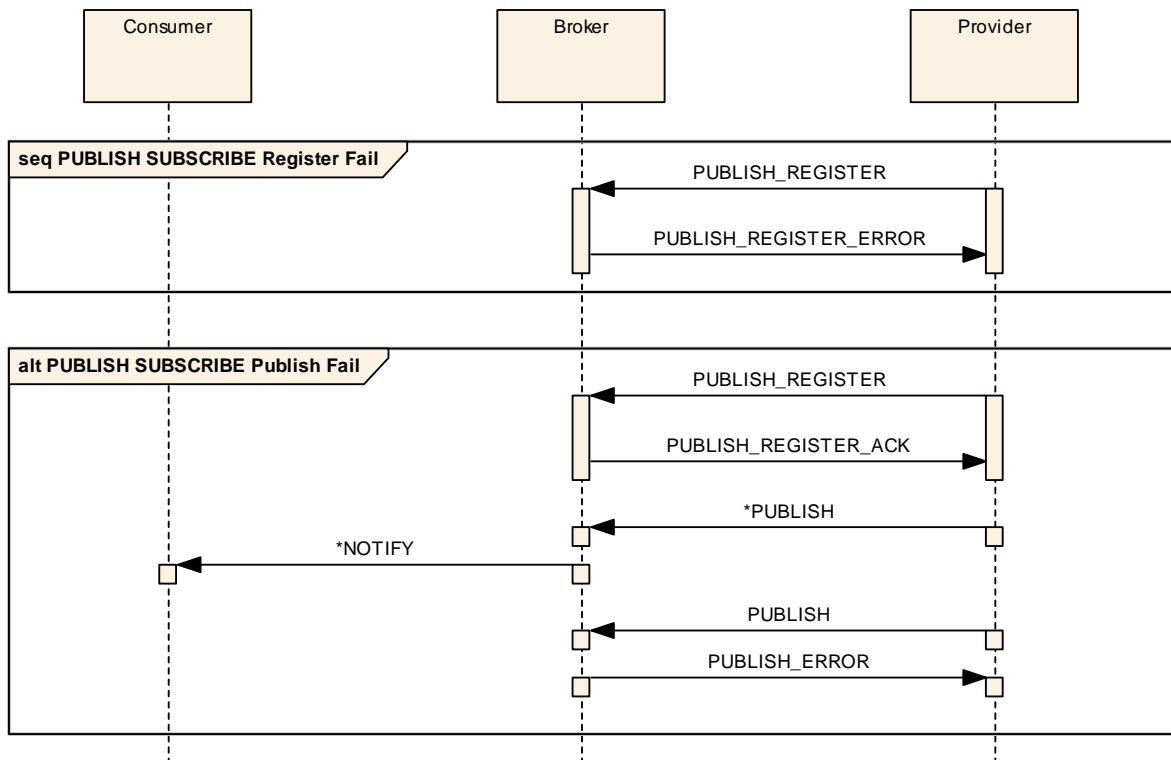 Consumer
Broker
Provider
seq PUBLISH SUBSCRIBE Register Fail
PUBLISH_REGISTER
PUBLISH_REGISTER_ERROR
alt PUBLISH SUBSCRIBE Publish Fail
PUBLISH_REGISTER
PUBLISH_REGISTER_ACK
*PUBLISH
*NOTIFY
PUBLISH
PUBLISH_ERROR